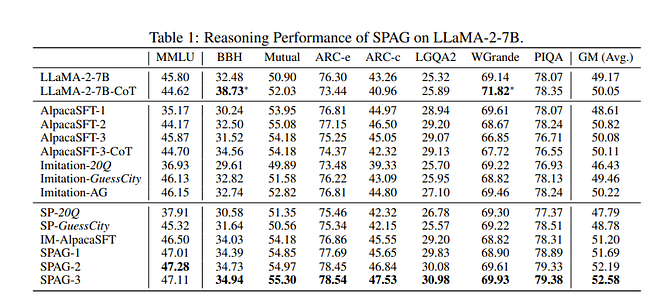 Table 1: Reasoning Performance of SPAG on LLaMA-2-7B.
MMLU BBH Mutual ARC-e ARC-c LGQA2 WGrande PIQA GM (Avg.)
LLaMA-2-7B 45.80 32.48 50.90 76.30 43.26 25.32 69.14 78.07 49.17
LLaMA-2-7B-CoT 44.62 38.73* 52.03 73.44 40.96 25.89 71.82* 78.35 50.05
AlpacaSFT-1 35.17 30.24 53.95 76.81 44.97 28.94 69.61 78.07 48.61
AlpacaSFT-2 44.17 32.50 55.08 77.15 46.50 29.20 68.67 78.24 50.82
AlpacaSFT-3 45.87 31.52 54.18 75.25 45.05 29.07 66.85 76.71 50.08
AlpacaSFT-3-CoT 44.70 34.56 54.18 74.37 42.32 29.13 67.72 76.55 50.11
Imitation-20Q 36.93 29.61 49.89 73.48 39.33 25.70 69.22 76.93 46.43
Imitation-GuessCity 46.13 32.82 51.58 76.22 43.09 25.95 68.82 78.13 49.46
Imitation-AG 46.15 32.74 52.82 76.81 44.80 27.10 69.46 78.24 50.22
SP-20Q 37.91 30.58 51.35 75.46 42.32 26.78 69.30 77.37 47.79
SP-GuessCity 45.32 31.64 50.56 75.34 42.15 25.57 69.22 78.51 48.78
IM-AlpacaSFT 46.50 34.03 54.18 76.86 45.55 29.20 68.82 78.31 51.20
SPAG-1 47.01 34.39 54.85 77.69 45.65 29.83 68.90 78.89 51.69
SPAG-2 47.28 34.73 54.97 78.45 46.84 30.08 69.61 79.33 52.19
SPAG-3 47.11 34.94 55.30 78.54 47.53 30.98 69.93 79.38 52.58